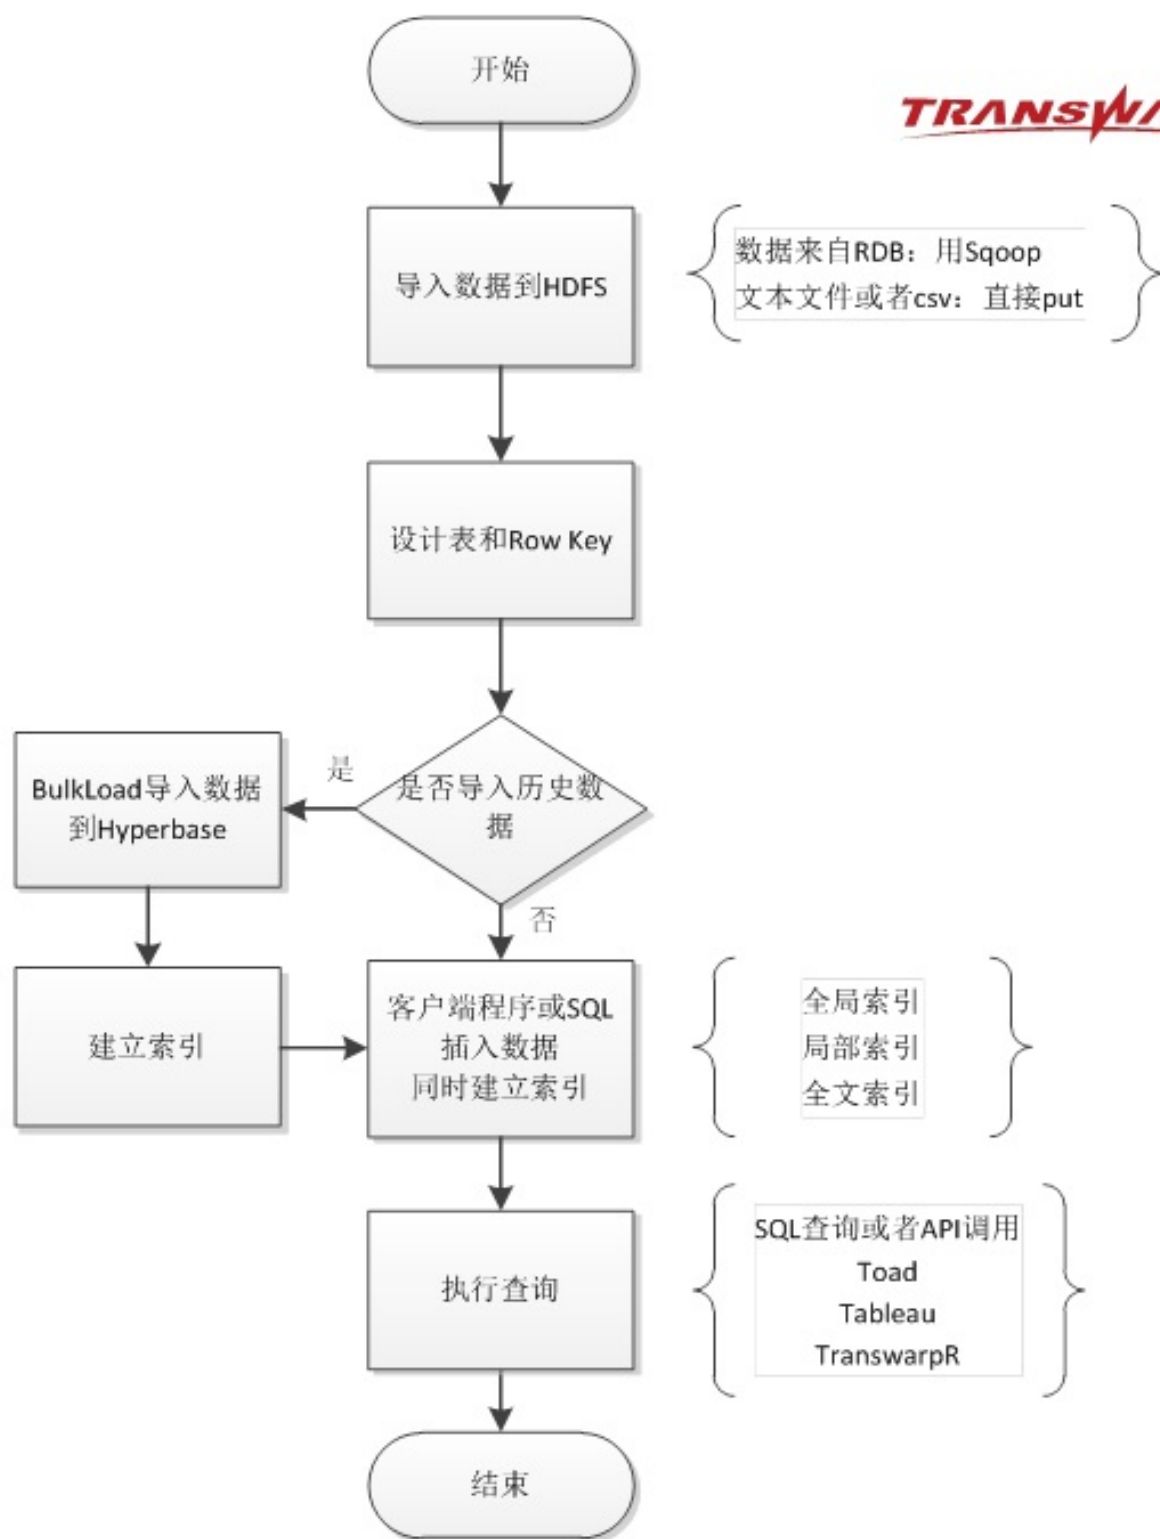 开始
TRANSWA
导入数据到HDFS
数据来自RDB：用Sqoop
文本文件或者csv：直接put
设计表和Row Key
是否导入历史数
据
是
BulkLoad导入数据
到Hyperbase
否
建立索引
客户端程序或SQL
插入数据
同时建立索引
全局索引
局部索引
全文索引
执行查询
SQL查询或者API调用
Toad
Tableau
TranswarpR
结束